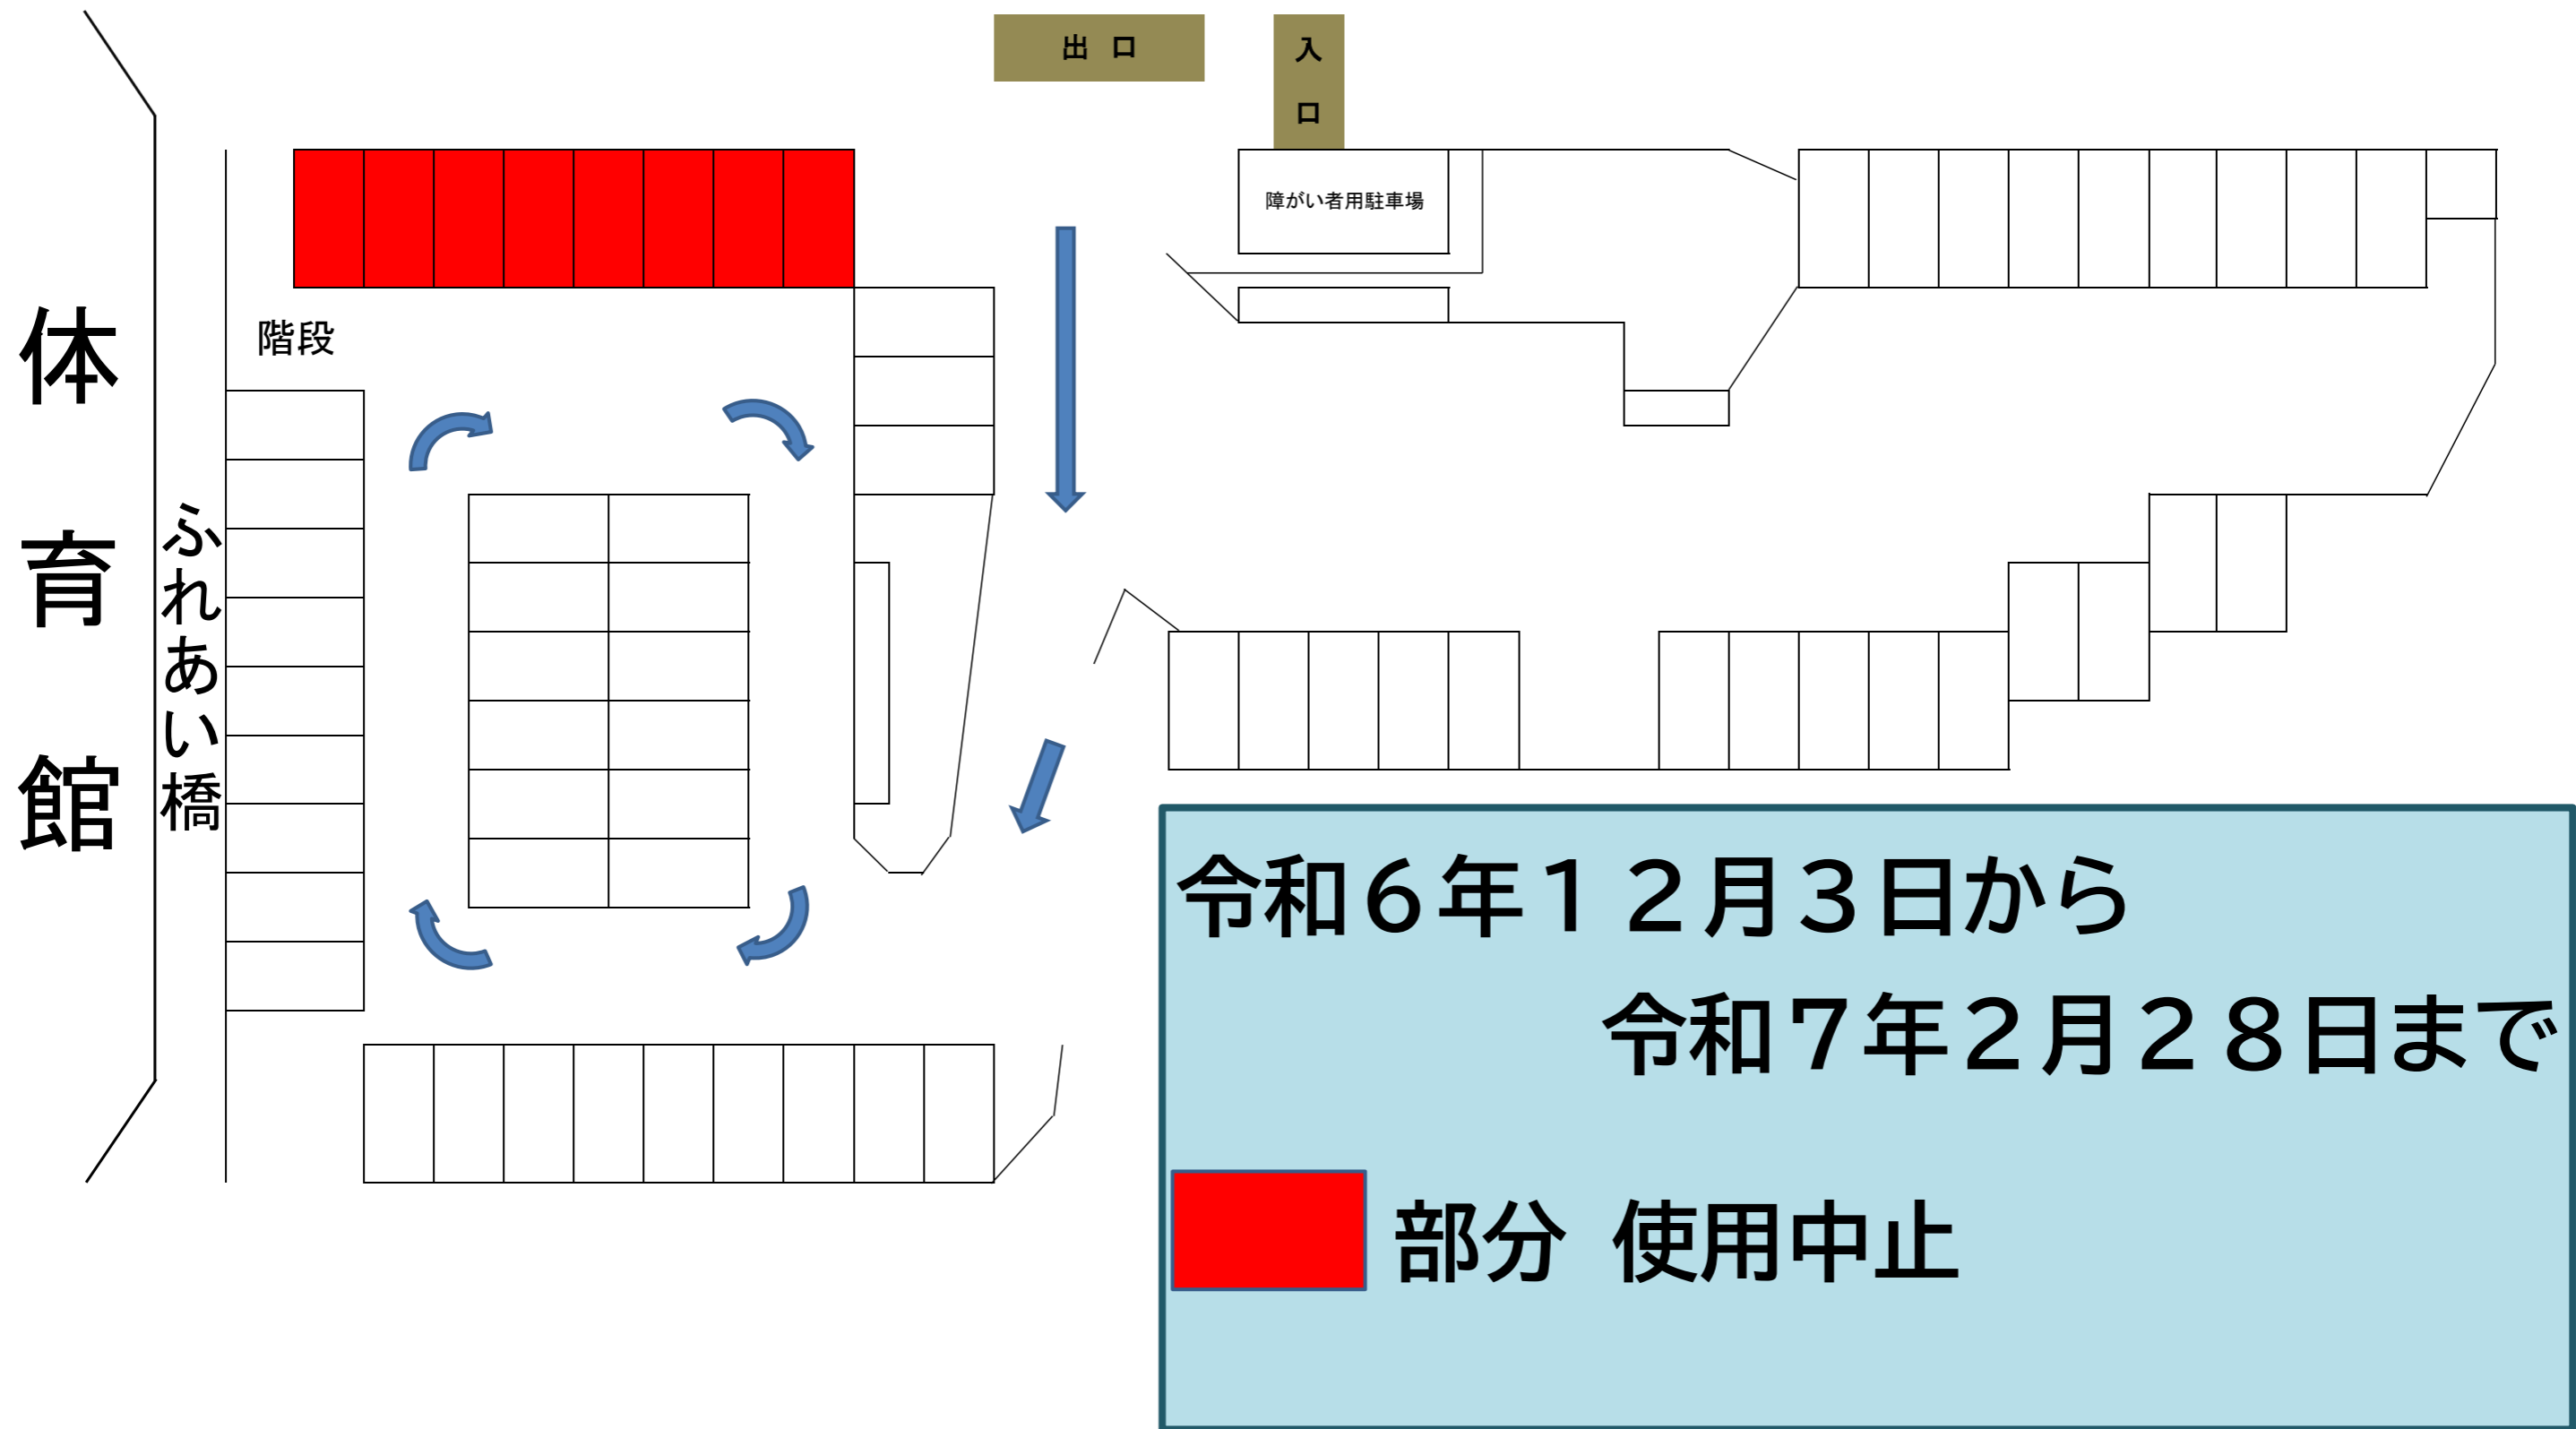 出　口
入口
障がい者用駐車場
階段
体育館
ふれあい橋
令和６年１２月３日から
令和７年２月２８日まで
部分 使用中止